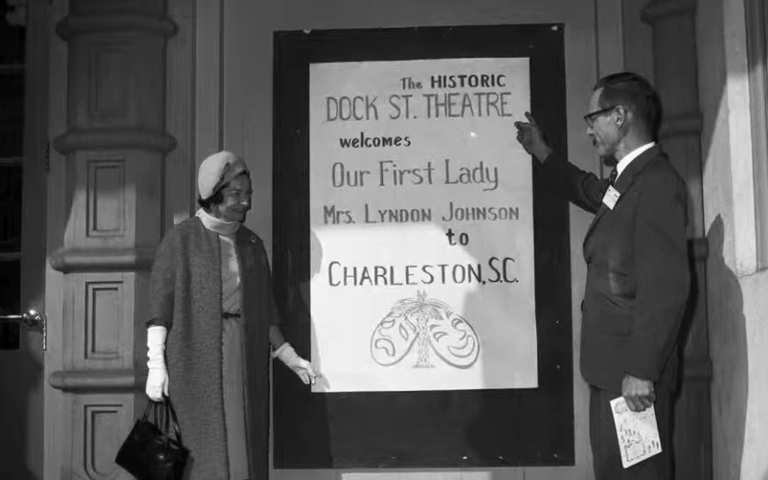 The HISTORIC
DOCK ST. THEATRE
welcomes
Our First Lady
MRS. LYNDON JOHNSON
to
CHARLESTON, S.C.